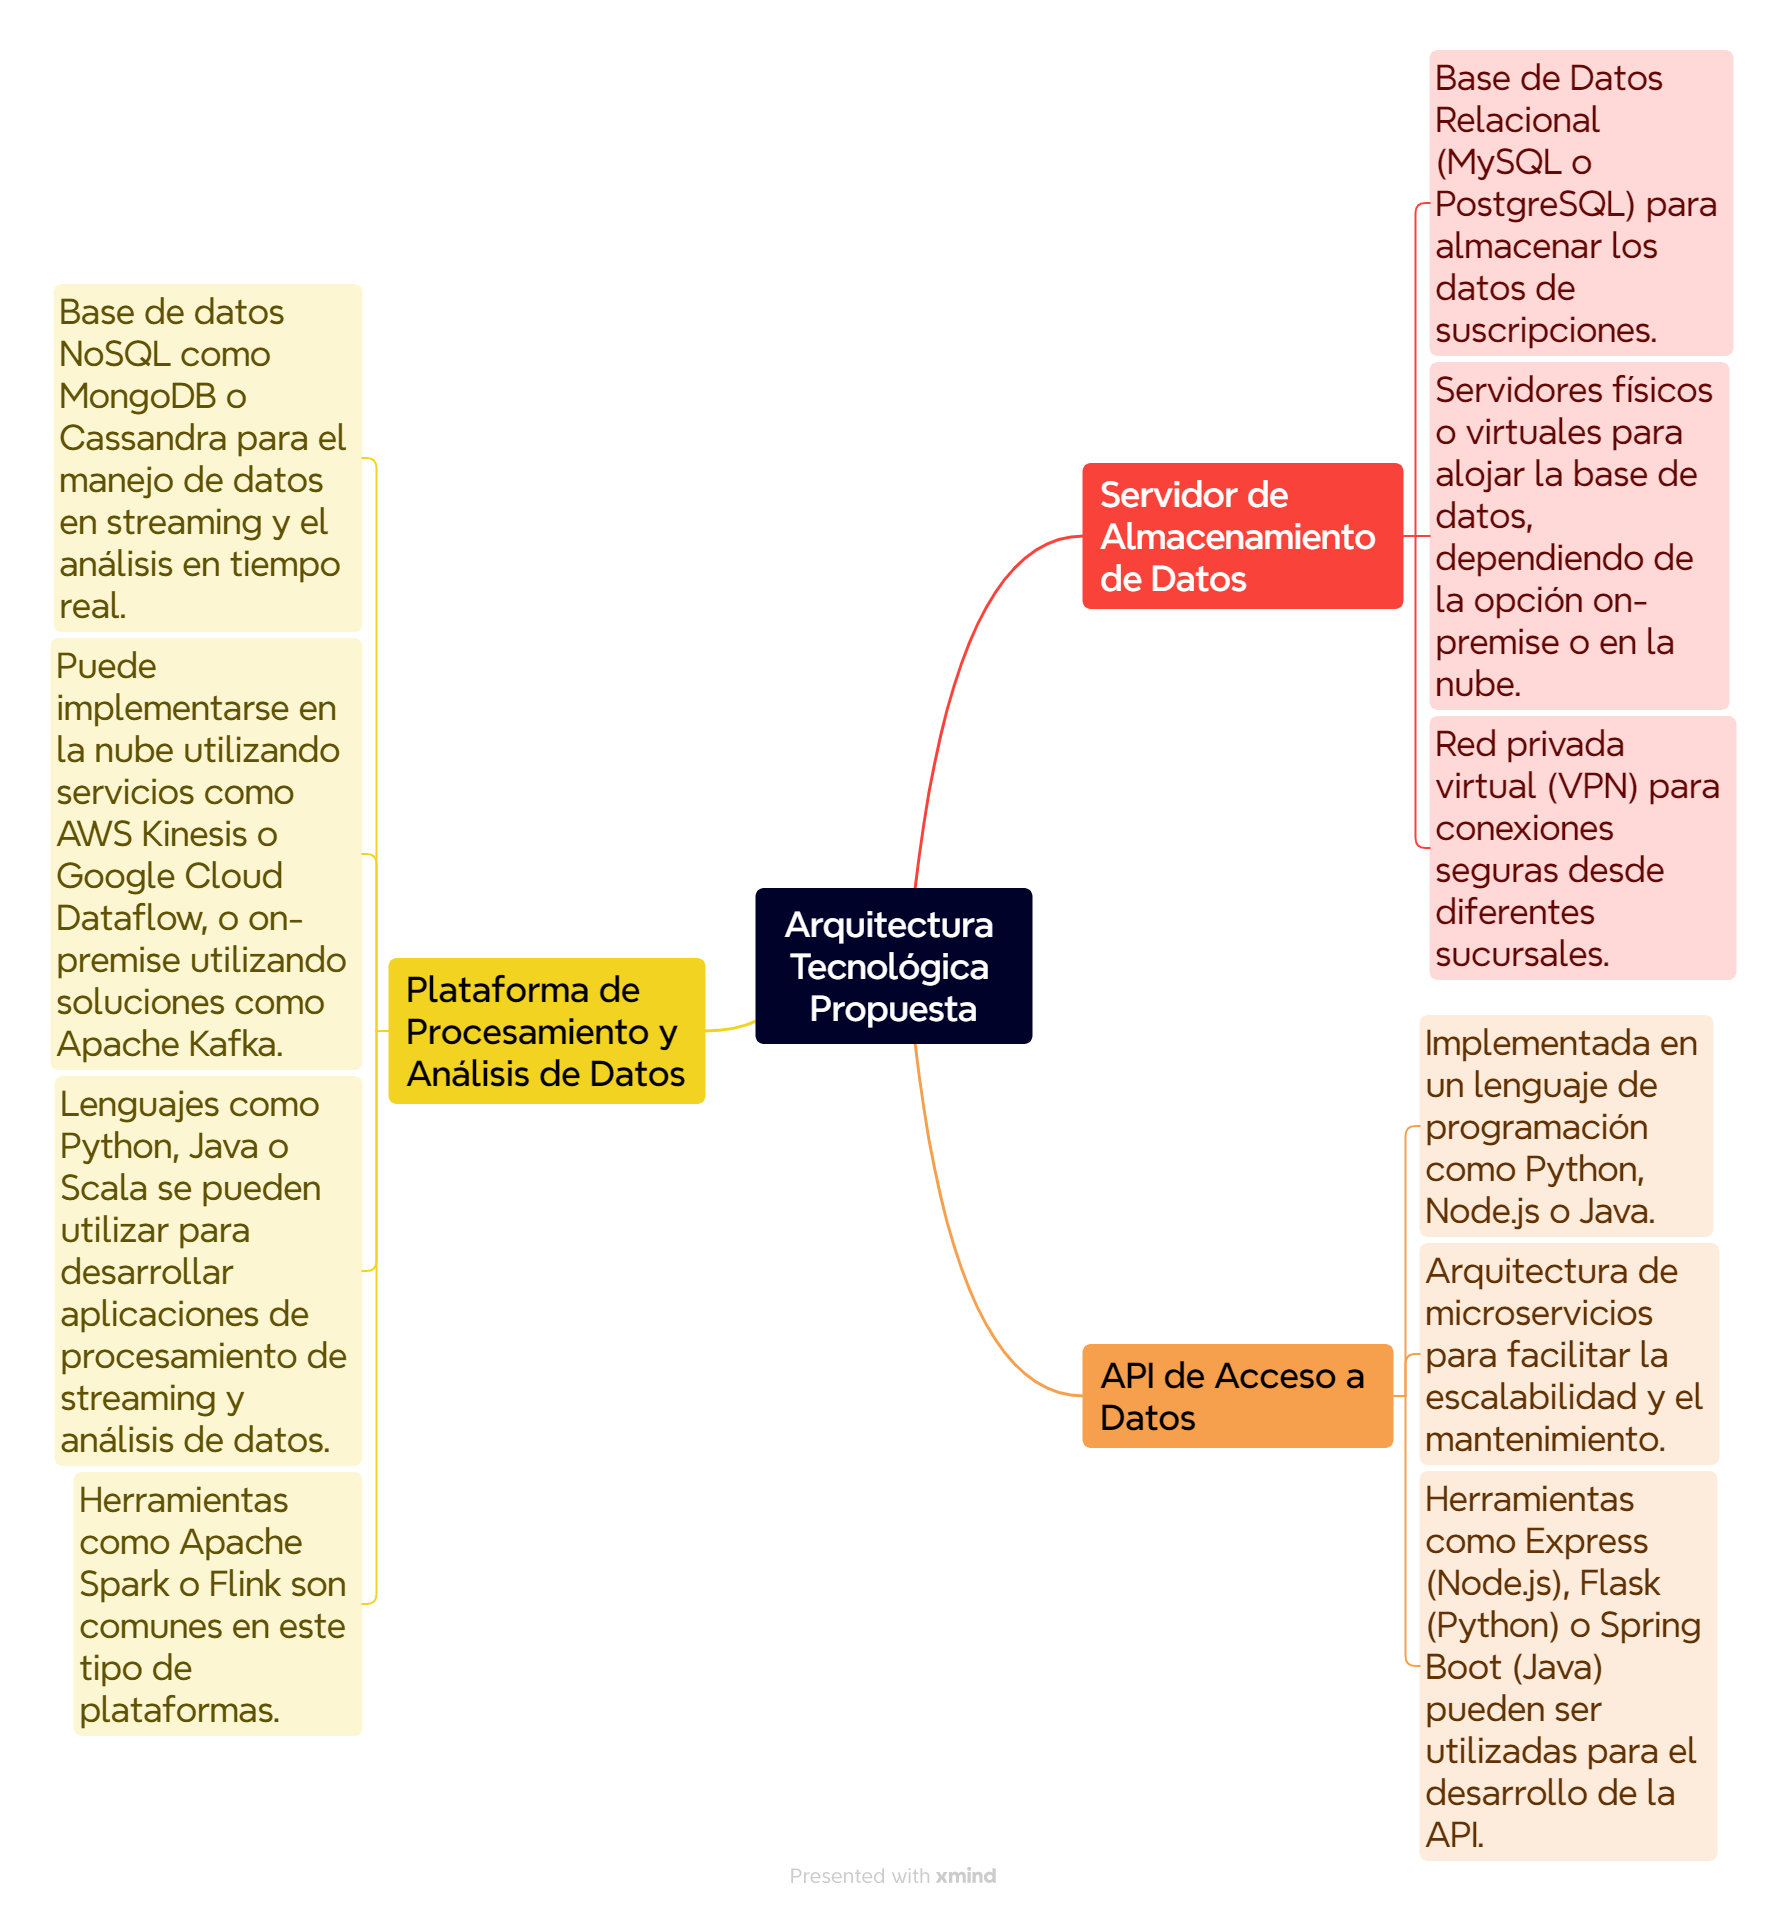 Arquitectura
Tecnológica
Propuesta
Servidor de
Almacenamiento
de Datos
Base de Datos
Relacional
(MySQL o
PostgreSQL) para
almacenar los
datos de
suscripciones.
Servidores físicos
o virtuales para
alojar la base de
datos,
dependiendo de
la opción on-
premise o en la
nube.
Red privada
virtual (VPN) para
conexiones
seguras desde
diferentes
sucursales.
API de Acceso a
Datos
Implementada en
un lenguaje de
programación
como Python,
Node.js o Java.
Arquitectura de
microservicios
para facilitar la
escalabilidad y el
mantenimiento.
Herramientas
como Express
(Node.js), Flask
(Python) o Spring
Boot (Java)
pueden ser
utilizadas para el
desarrollo de la
API.
Plataforma de
Procesamiento y
Análisis de Datos
Base de datos
NoSQL como
MongoDB o
Cassandra para el
manejo de datos
en streaming y el
análisis en tiempo
real.
Puede
implementarse en
la nube utilizando
servicios como
AWS Kinesis o
Google Cloud
Dataflow, o on-
premise utilizando
soluciones como
Apache Kafka.
Lenguajes como
Python, Java o
Scala se pueden
utilizar para
desarrollar
aplicaciones de
procesamiento de
streaming y
análisis de datos.
Herramientas
como Apache
Spark o Flink son
comunes en este
tipo de
plataformas.
Presented with xmind